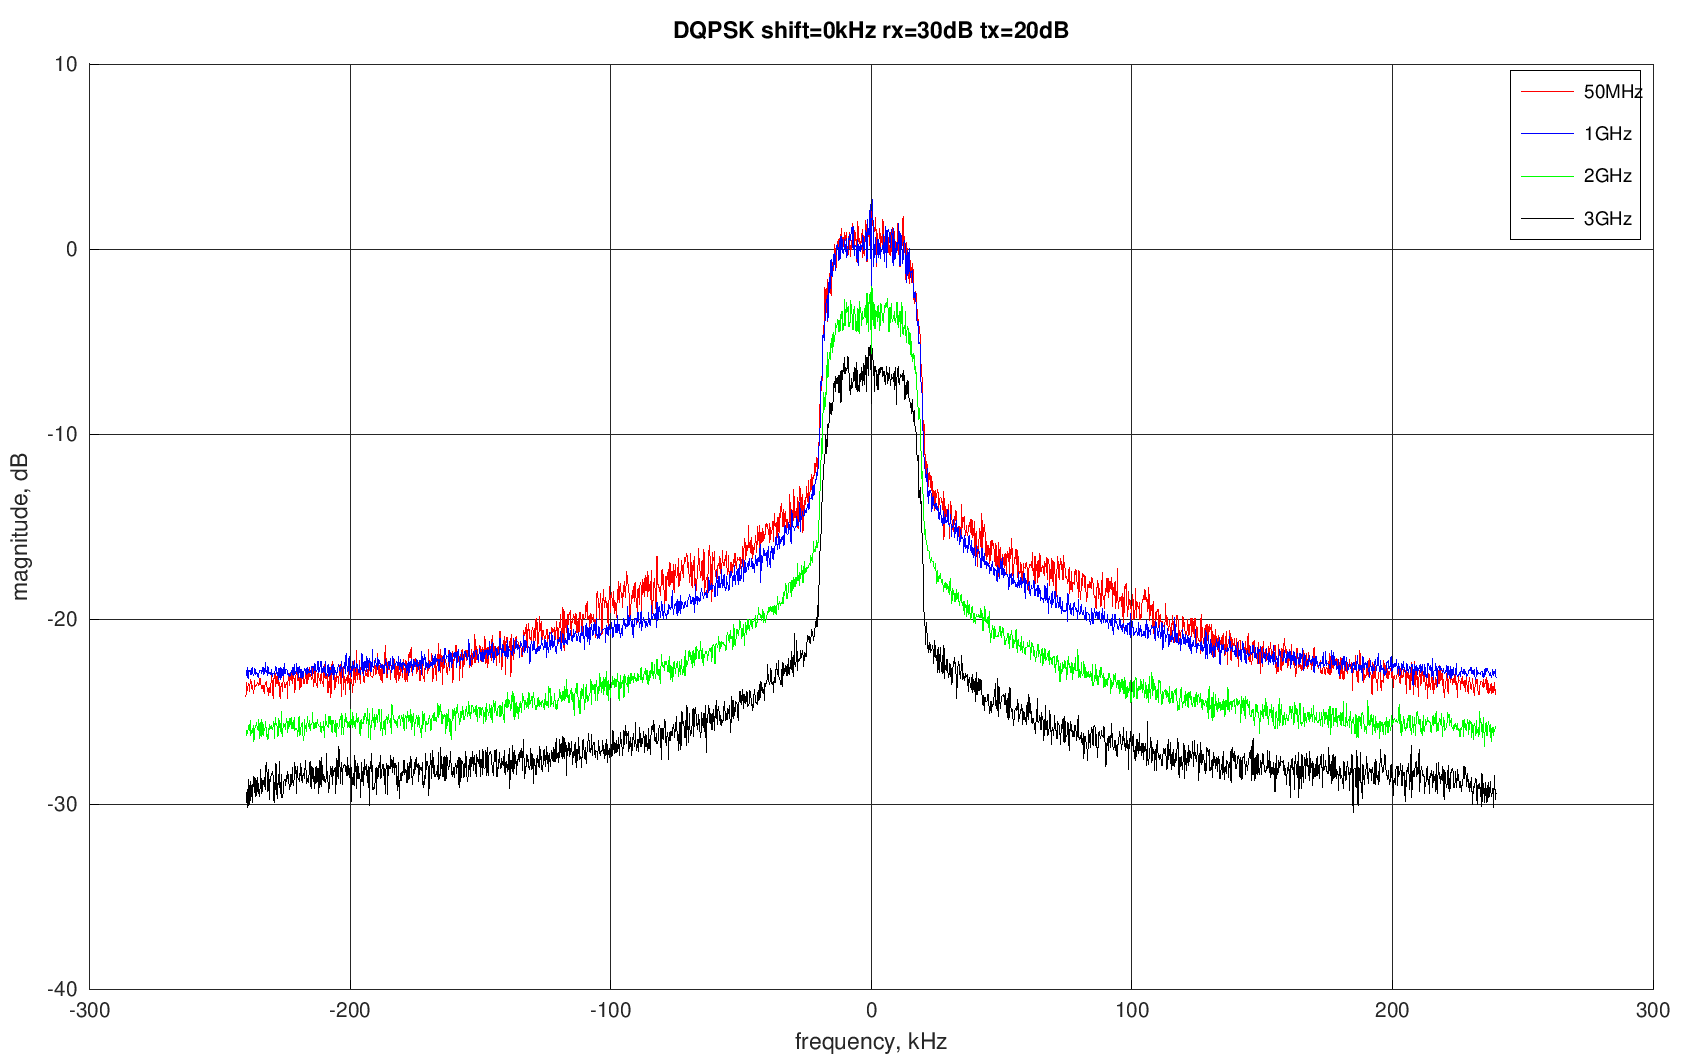 DQPSK shift=0kHz rx=30dB tx=20dB
10
0
-10
-20
-30
-40
magnitude, dB
50MHz
1GHz
2GHz
3GHz
-300
-200
-100
0
100
200
300
frequency, kHz